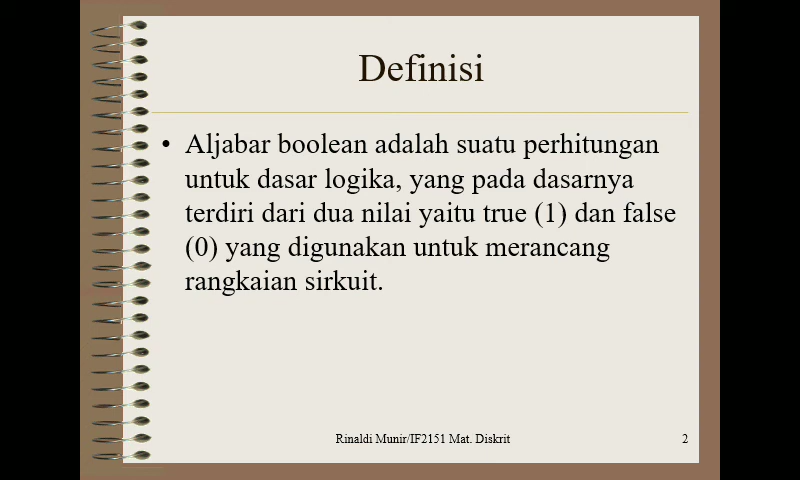 Definisi
• Aljabar boolean adalah suatu perhitungan
untuk dasar logika, yang pada dasarnya
terdiri dari dua nilai yaitu true (1) dan false
(0) yang digunakan untuk merancang
rangkaian sirkuit.
Rinaldi Munir/IF2151 Mat. Diskrit
2